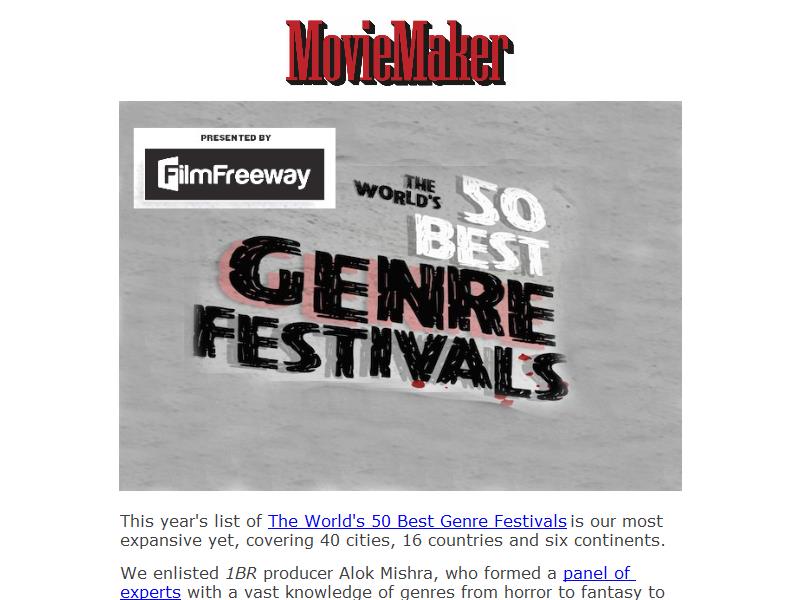 MovieMaker
PRESENTED BY
FilmFreeway
THE
WORLD'S
50
BEST
GENRE
FESTIVALS
This year's list of The World's 50 Best Genre Festivals is our most
expansive yet, covering 40 cities, 16 countries and six continents.
We enlisted 1BR producer Alok Mishra, who formed a panel of
experts with a vast knowledge of genres from horror to fantasy to